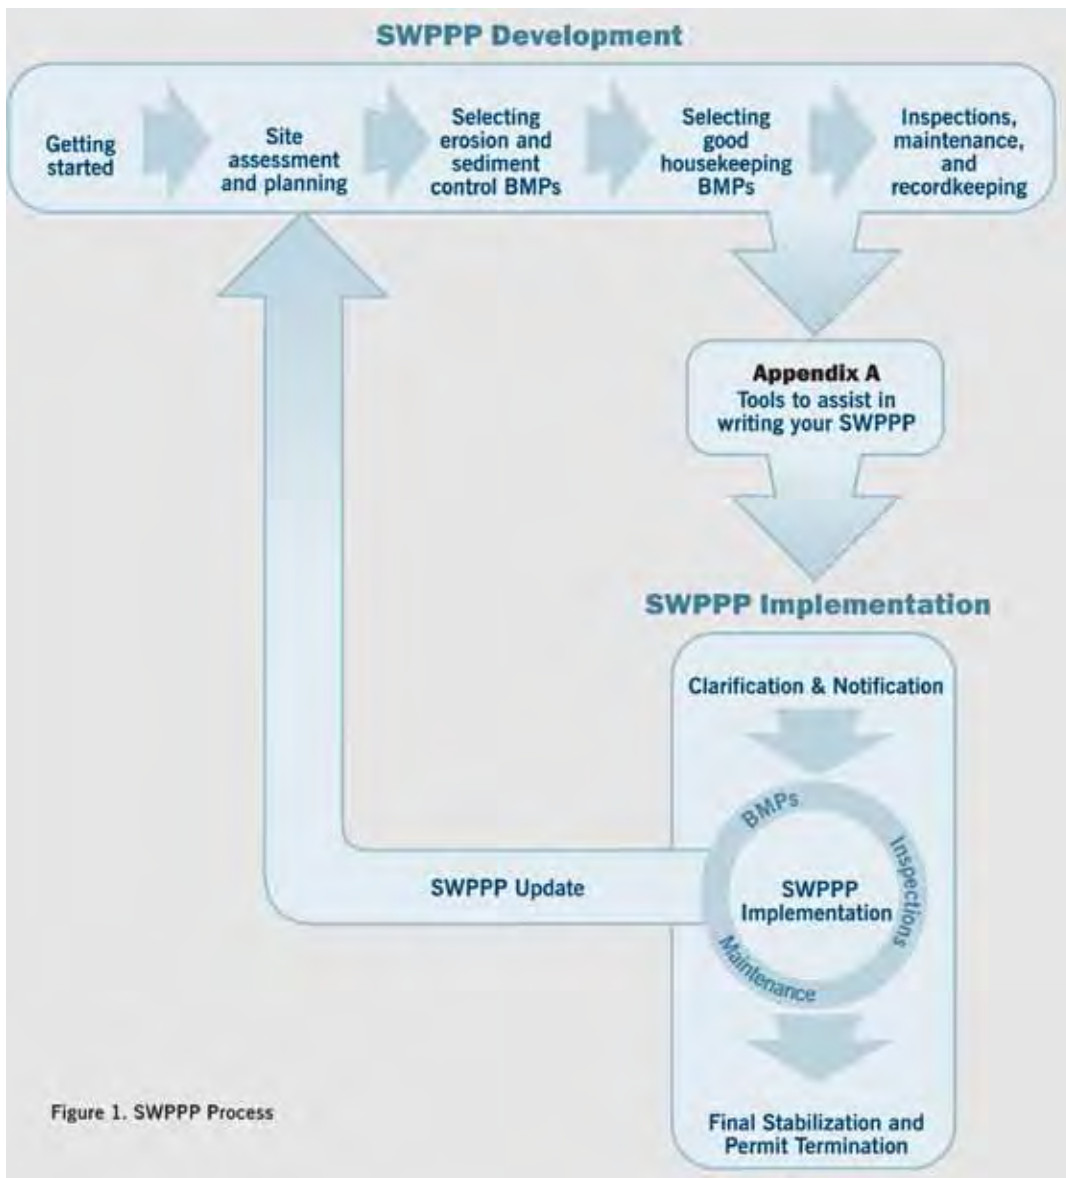 SWPPP Development
Getting
started
Site
assessment
and planning
Selecting
erosion and
sediment
control BMPs
Selecting
good
housekeeping
BMPs
Inspections,
maintenance,
and
recordkeeping
Appendix A
Tools to assist in
writing your SWPPP
SWPPP Implementation
Clarification & Notification
BMPs
Inspections
Maintenance
SWPPP
Implementation
SWPPP Update
Final Stabilization and
Permit Termination
Figure 1. SWPPP Process